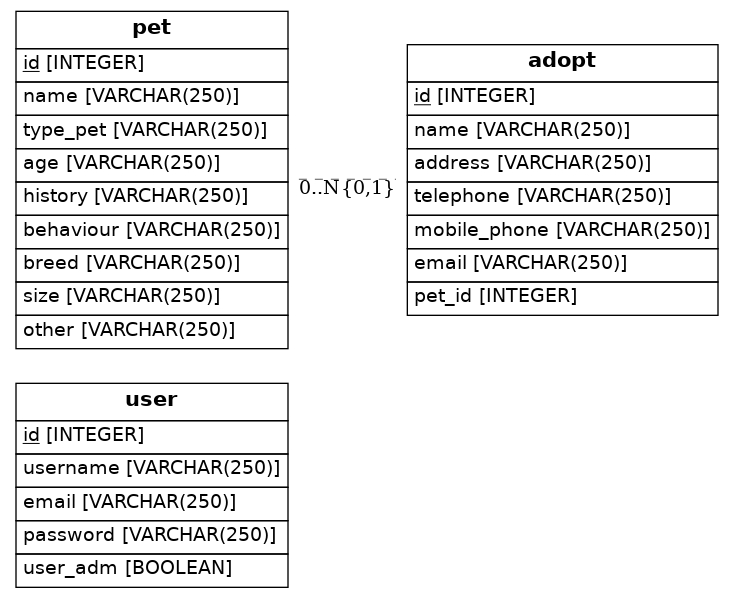 pet
id [INTEGER]
name [VARCHAR(250)]
type_pet [VARCHAR(250)]
age [VARCHAR(250)]
history [VARCHAR(250)]
behaviour [VARCHAR(250)]
breed [VARCHAR(250)]
size [VARCHAR(250)]
other [VARCHAR(250)]
0..N{0,1}
adopt
id [INTEGER]
name [VARCHAR(250)]
address [VARCHAR(250)]
telephone [VARCHAR(250)]
mobile_phone [VARCHAR(250)]
email [VARCHAR(250)]
pet_id [INTEGER]
user
id [INTEGER]
username [VARCHAR(250)]
email [VARCHAR(250)]
password [VARCHAR(250)]
user_adm [BOOLEAN]